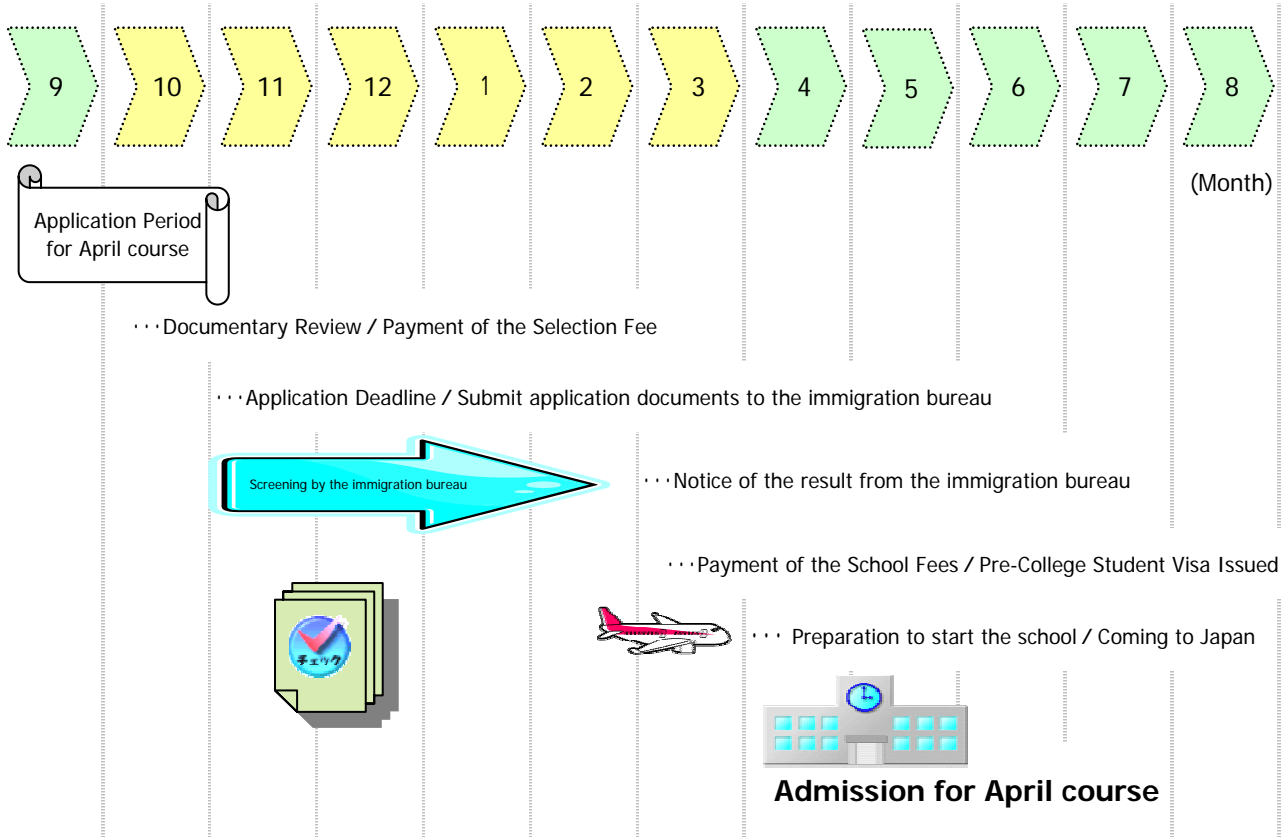 9 10 11 12 1 2 3 4 5 6 7 8
(Month)
Application Period
for April course
···Documentary Review / Payment of the Selection Fee
···Application Deadline / Submit application documents to the immigration bureau
Screening by the immigration bureau
···Notice of the result from the immigration bureau
···Payment of the School Fees / Pre-College Student Visa Issued
チェック
··· Preparation to start the school / Coming to Japan
Admission for April course